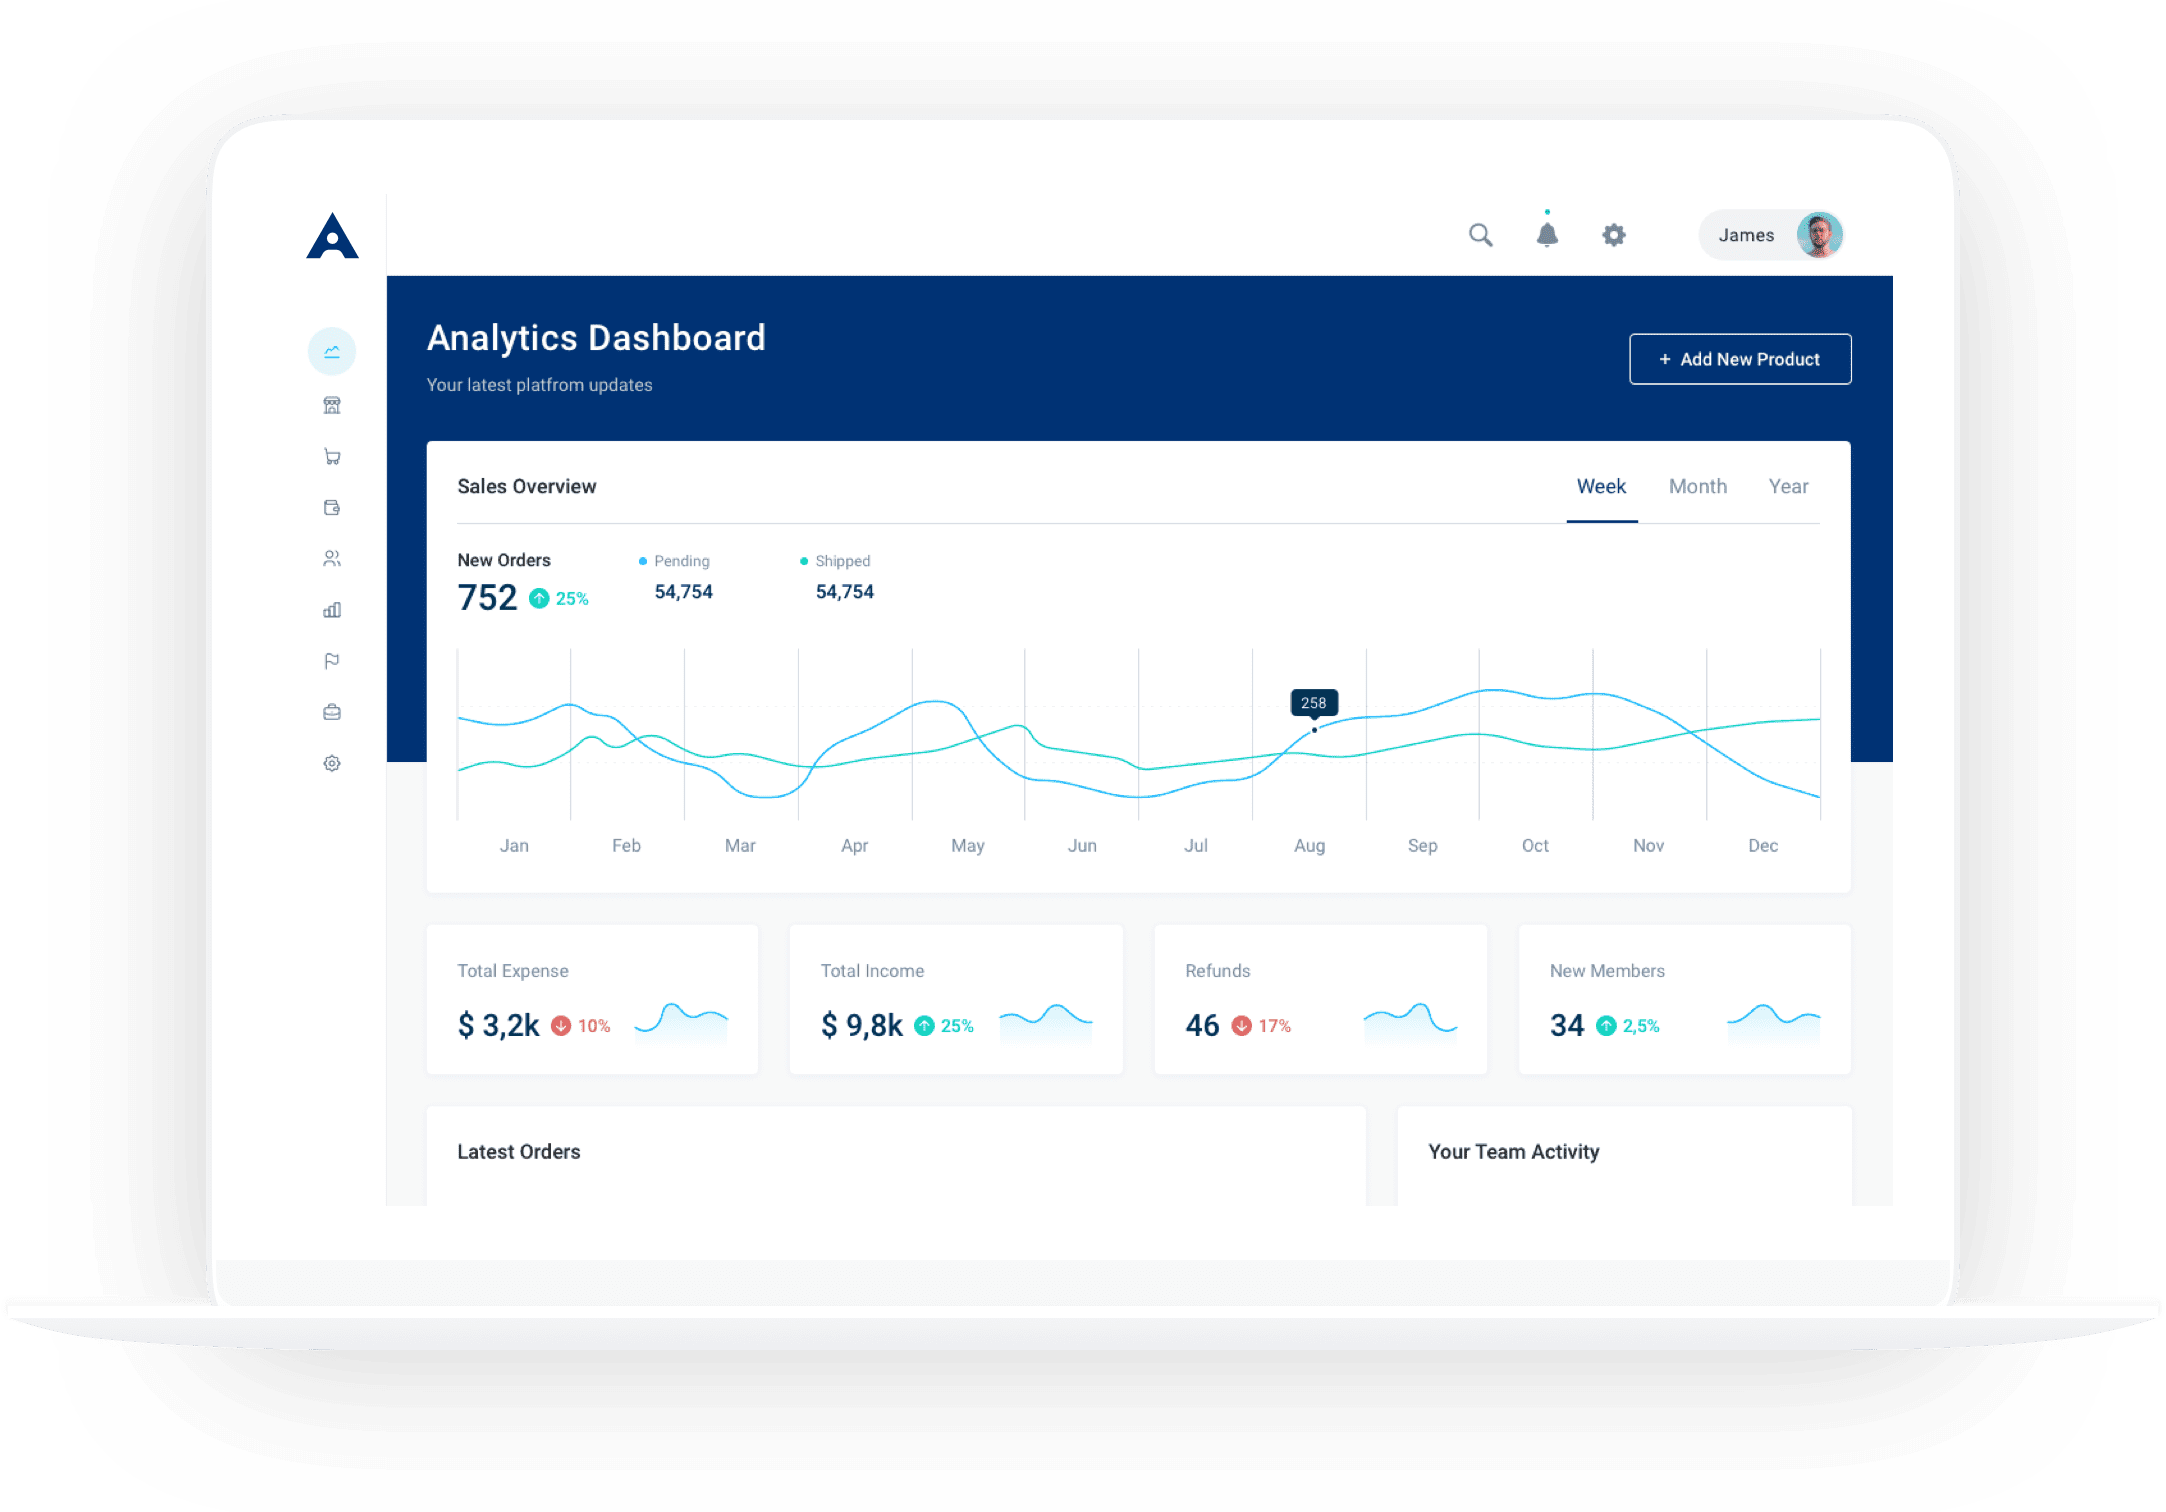 James
Analytics Dashboard
Your latest platfrom updates
+ Add New Product
Sales Overview
Week Month Year
New Orders
752 25%
Pending
54,754
Shipped
54,754
258
Jan Feb Mar Apr May Jun Jul Aug Sep Oct Nov Dec
Total Expense
$ 3,2k 10%
Total Income
$ 9,8k 25%
Refunds
46 17%
New Members
34 2,5%
Latest Orders
Your Team Activity